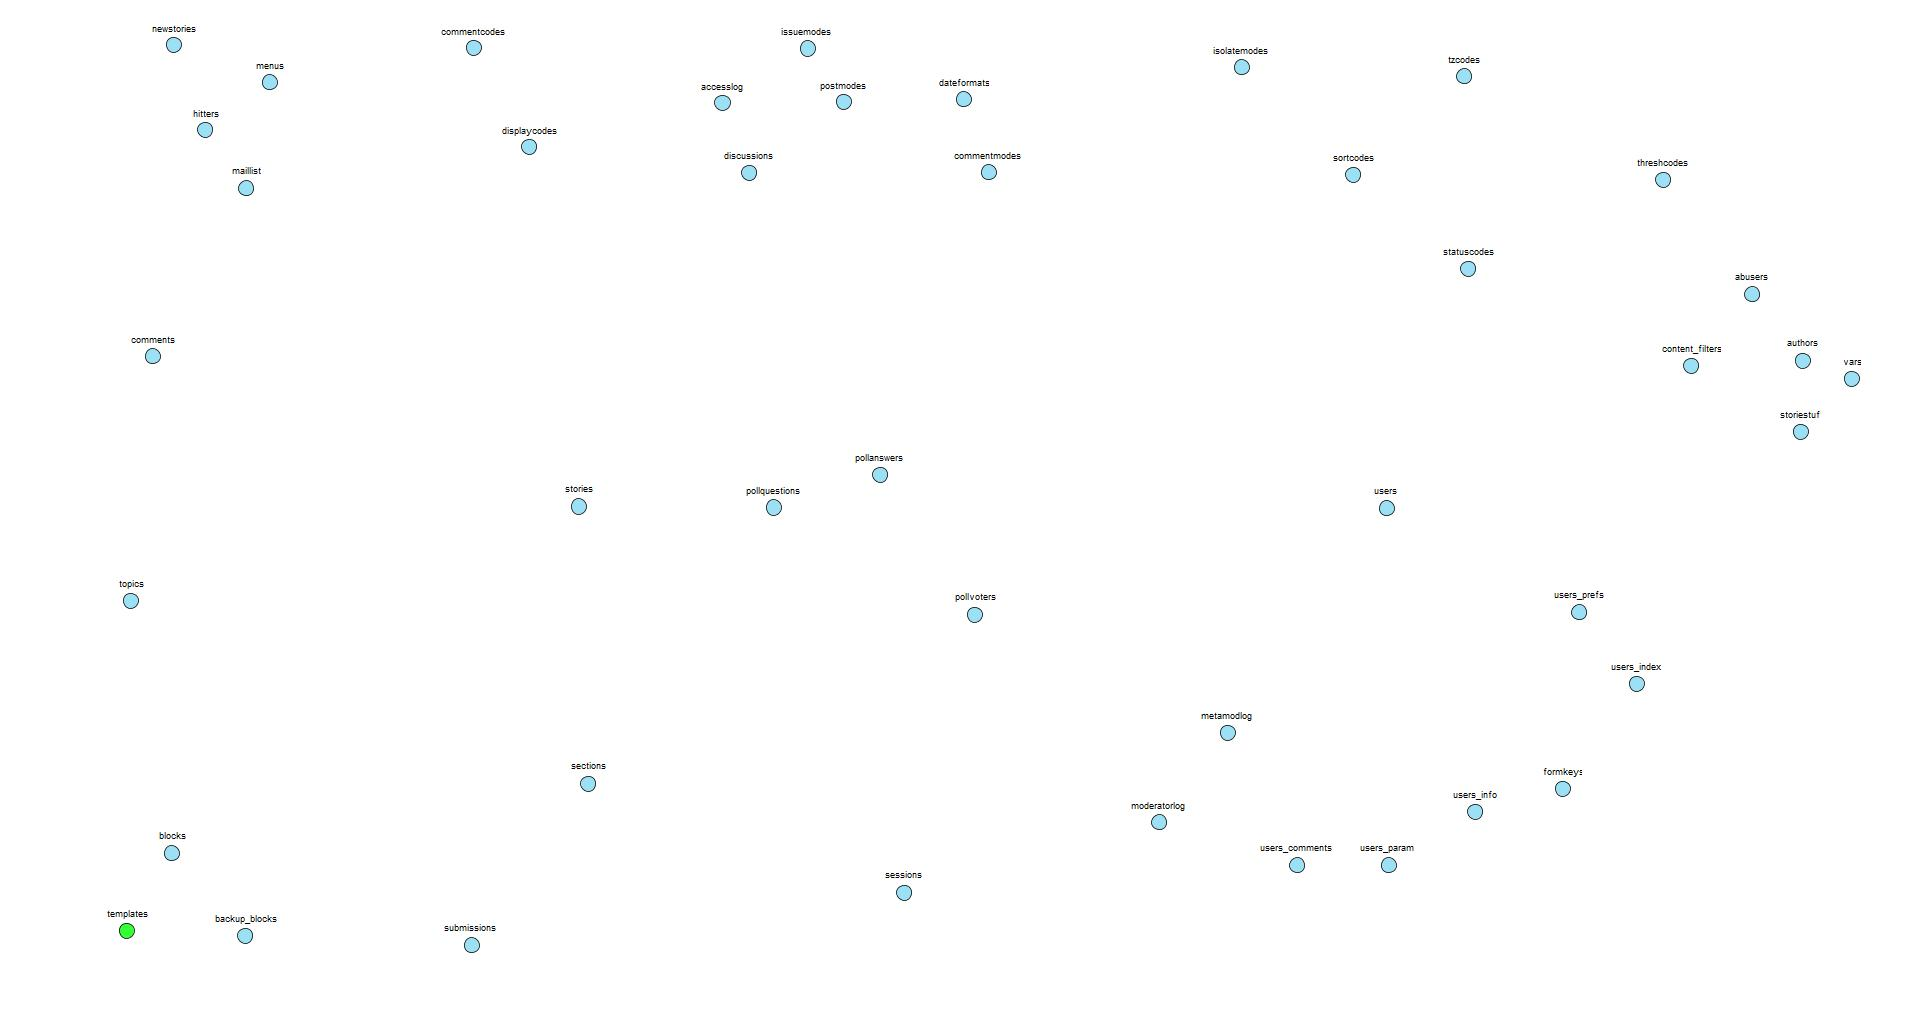 newstories
commentcodes
issuemodes
isolatemodes
tzcodes
menus
accesslog
postmodes
dateformats
hitters
displaycodes
discussions
commentmodes
sortcodes
threshcodes
maillist
statuscodes
abusers
comments
content_filters
authors
vars
storiestuf
pollanswers
stories
pollquestions
users
topics
pollvoters
users_prefs
users_index
metamodlog
sections
formkeys
users_info
moderatorlog
blocks
users_comments
users_param
sessions
templates
backup_blocks
submissions